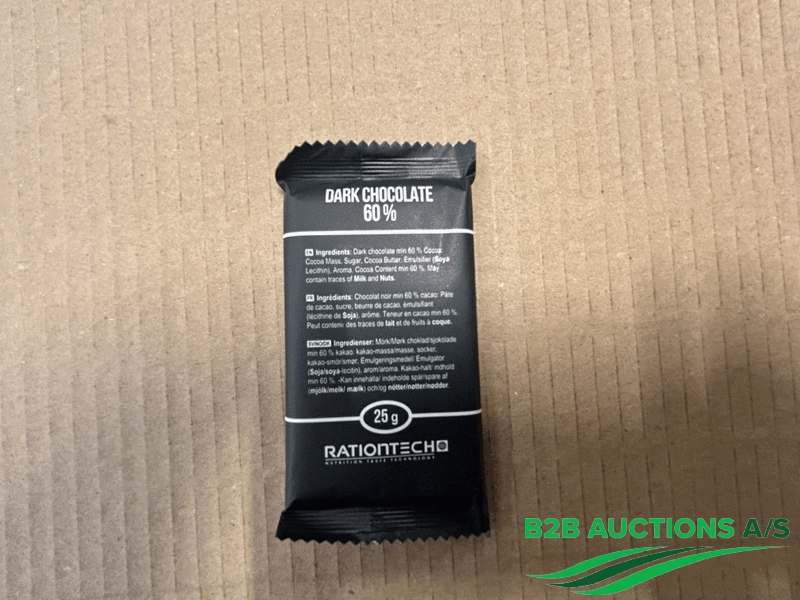 DARK CHOCOLATE
60 %
EN Ingredients: Dark chocolate min 60 % Cocoa:
Cocoa Mass, Sugar, Cocoa Butter, Emulsifier (Soya
Lecithin), Aroma. Cocoa Content min 60 %. May
contain traces of Milk and Nuts.
FR Ingrédients: Chocolat noir min 60 % cacao: Pâte
de cacao, sucre, beurre de cacao, émulsifiant
(lécithine de Soja), arôme. Teneur en cacao min 60 %.
Peut contenir des traces de lait et de fruits à coque.
SV/NO/DK Ingredienser: Mörk/Mørk choklad/sjokolade
min 60 % kakao: kakao-massa/masse, socker,
kakao-smör/smør, Emulgeringsmedel/ Emulgator
(Soja/soya-lecitin), arom/aroma. Kakao-halt/ indhold
min 60 %. -Kan innehålla/ indeholde spår/spare af
(mjölk/melk/ mælk) och/og nötter/nøtter/nødder.
25 g
RATIONTECH
NUTRITION TASTE TECHNOLOGY
B2B AUCTIONS A/S